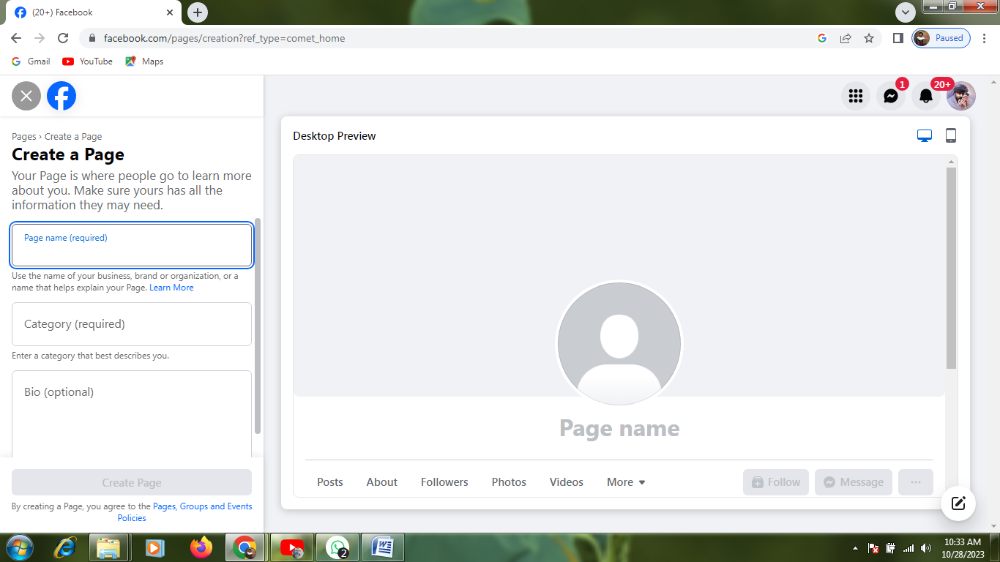 (20+) Facebook
facebook.com/pages/creation?ref_type=comet_home
Paused
Gmail
YouTube
Maps
1
20+
Pages › Create a Page
Create a Page
Your Page is where people go to learn more
about you. Make sure yours has all the
information they may need.
Page name (required)
Use the name of your business, brand or organization, or a
name that helps explain your Page. Learn More
Category (required)
Enter a category that best describes you.
Bio (optional)
Create Page
By creating a Page, you agree to the Pages, Groups and Events
Policies
Desktop Preview
Page name
Posts
About
Followers
Photos
Videos
More
Follow
Message
2
10:33 AM
10/28/2023